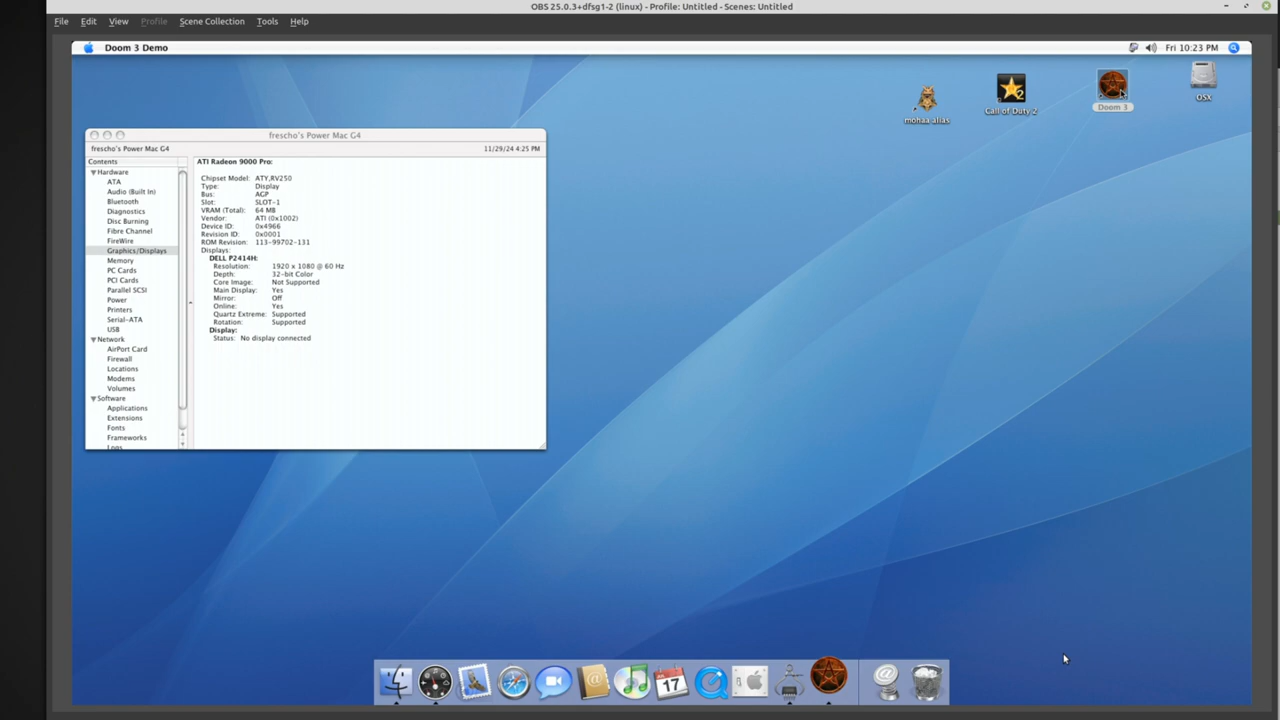 OBS 25.0.3+dfsg1-2 (linux) - Profile: Untitled - Scenes: Untitled
File Edit View Profile Scene Collection Tools Help
Doom 3 Demo
Fri 10:23 PM
mohaa alias
Call of Duty 2
Doom 3
OSX
frescho's Power Mac G4
frescho's Power Mac G4
11/29/24 4:25 PM
Contents
Hardware
ATA
Audio (Built In)
Bluetooth
Diagnostics
Disc Burning
Fibre Channel
FireWire
Graphics/Displays
Memory
PC Cards
PCI Cards
Parallel SCSI
Power
Printers
Serial-ATA
USB
Network
AirPort Card
Firewall
Locations
Modems
Volumes
Software
Applications
Extensions
Fonts
Frameworks
Logs
ATI Radeon 9000 Pro:
Chipset Model: ATY,RV250
Type: Display
Bus: AGP
Slot: SLOT-1
VRAM (Total): 64 MB
Vendor: ATI (0x1002)
Device ID: 0x4966
Revision ID: 0x0001
ROM Revision: 113-99702-131
Displays:
DELL P2414H:
Resolution: 1920 x 1080 @ 60 Hz
Depth: 32-bit Color
Core Image: Not Supported
Main Display: Yes
Mirror: Off
Online: Yes
Quartz Extreme: Supported
Rotation: Supported
Display:
Status: No display connected
17